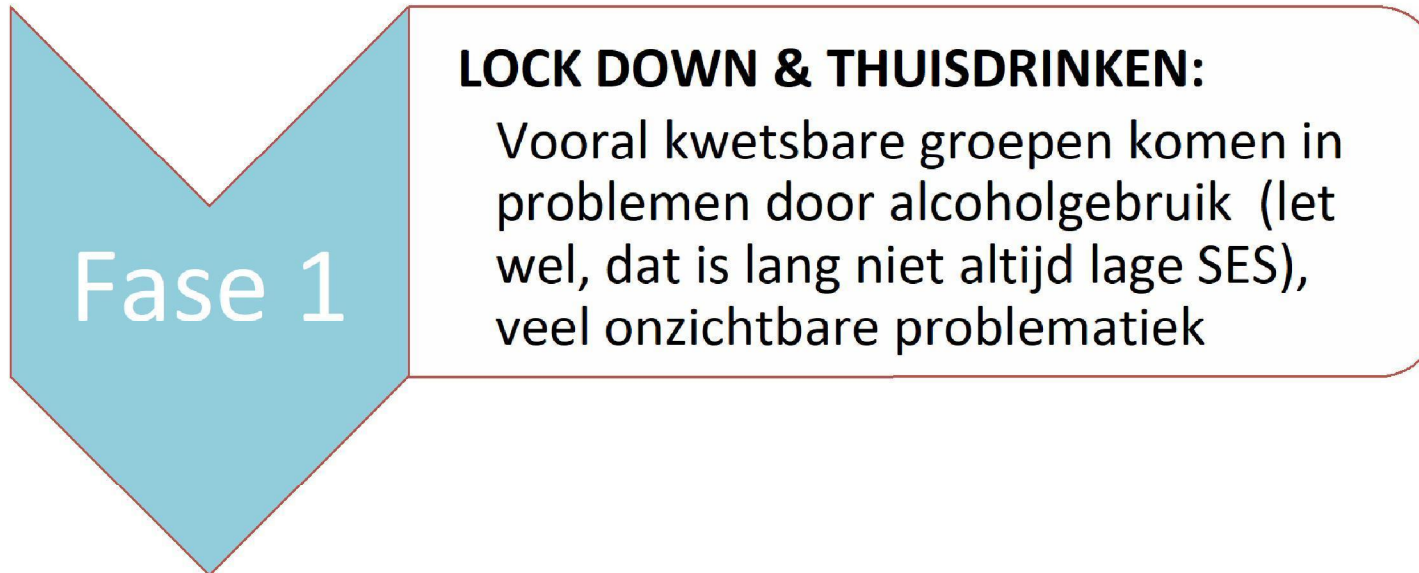 Fase 1
LOCK DOWN & THUISDRINKEN:
Vooral kwetsbare groepen komen in
problemen door alcoholgebruik (let
wel, dat is lang niet altijd lage SES),
veel onzichtbare problematiek